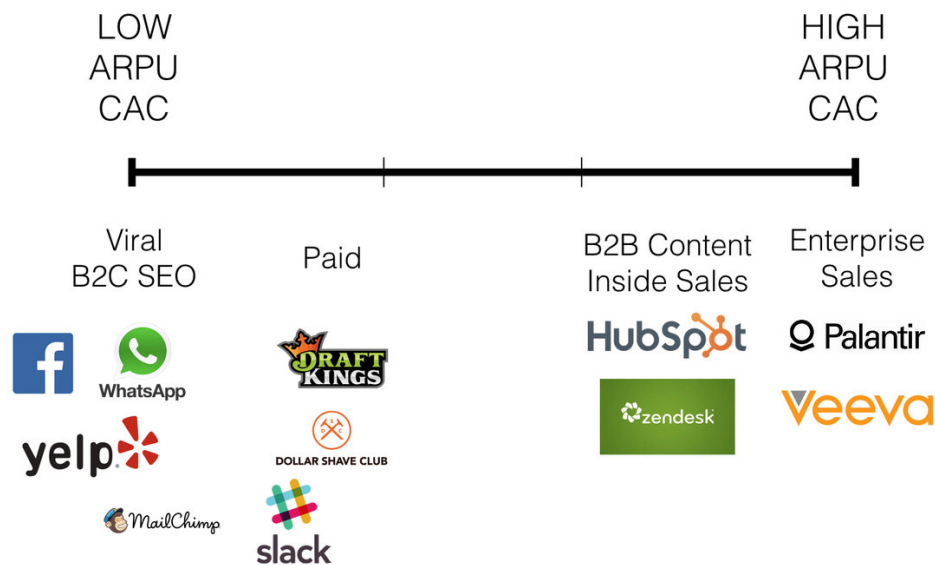 LOW
ARPU
CAC
HIGH
ARPU
CAC
Viral
B2C SEO
Paid
B2B Content
Inside Sales
Enterprise
Sales
f
WhatsApp
yelp
MailChimp
DRAFT
KINGS
DSC
DOLLAR SHAVE CLUB
slack
HubSpot
zendesk
Palantir
Veeva